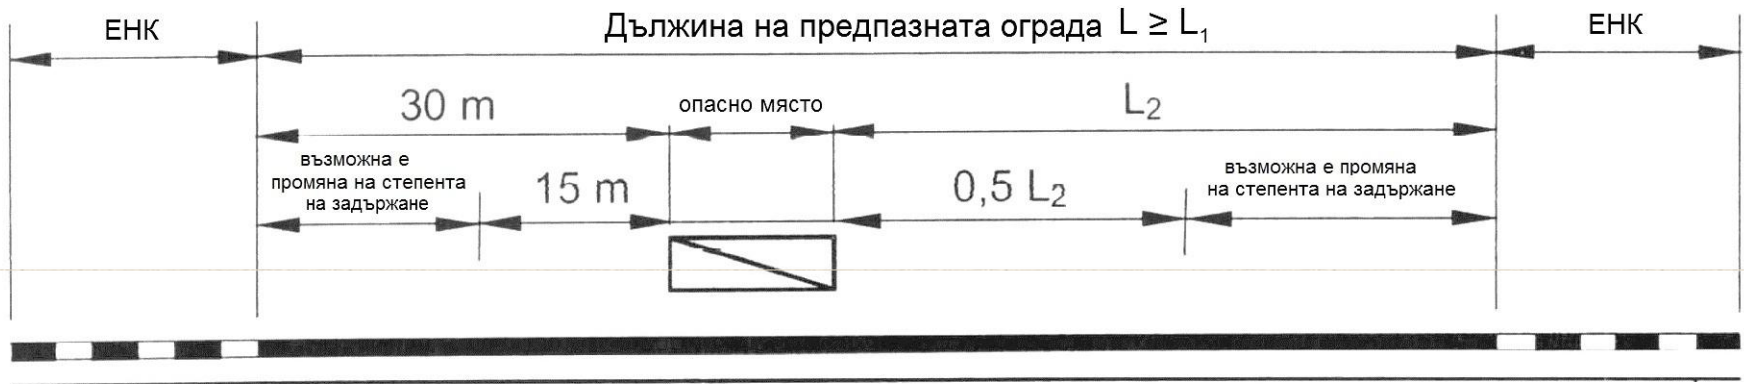 ЕНК
Дължина на предпазната ограда L ≥ L₁
ЕНК
30 m
опасно място
L₂
възможна е
промяна на степента
на задържане
15 m
0,5 L₂
възможна е промяна
на степента на задържане